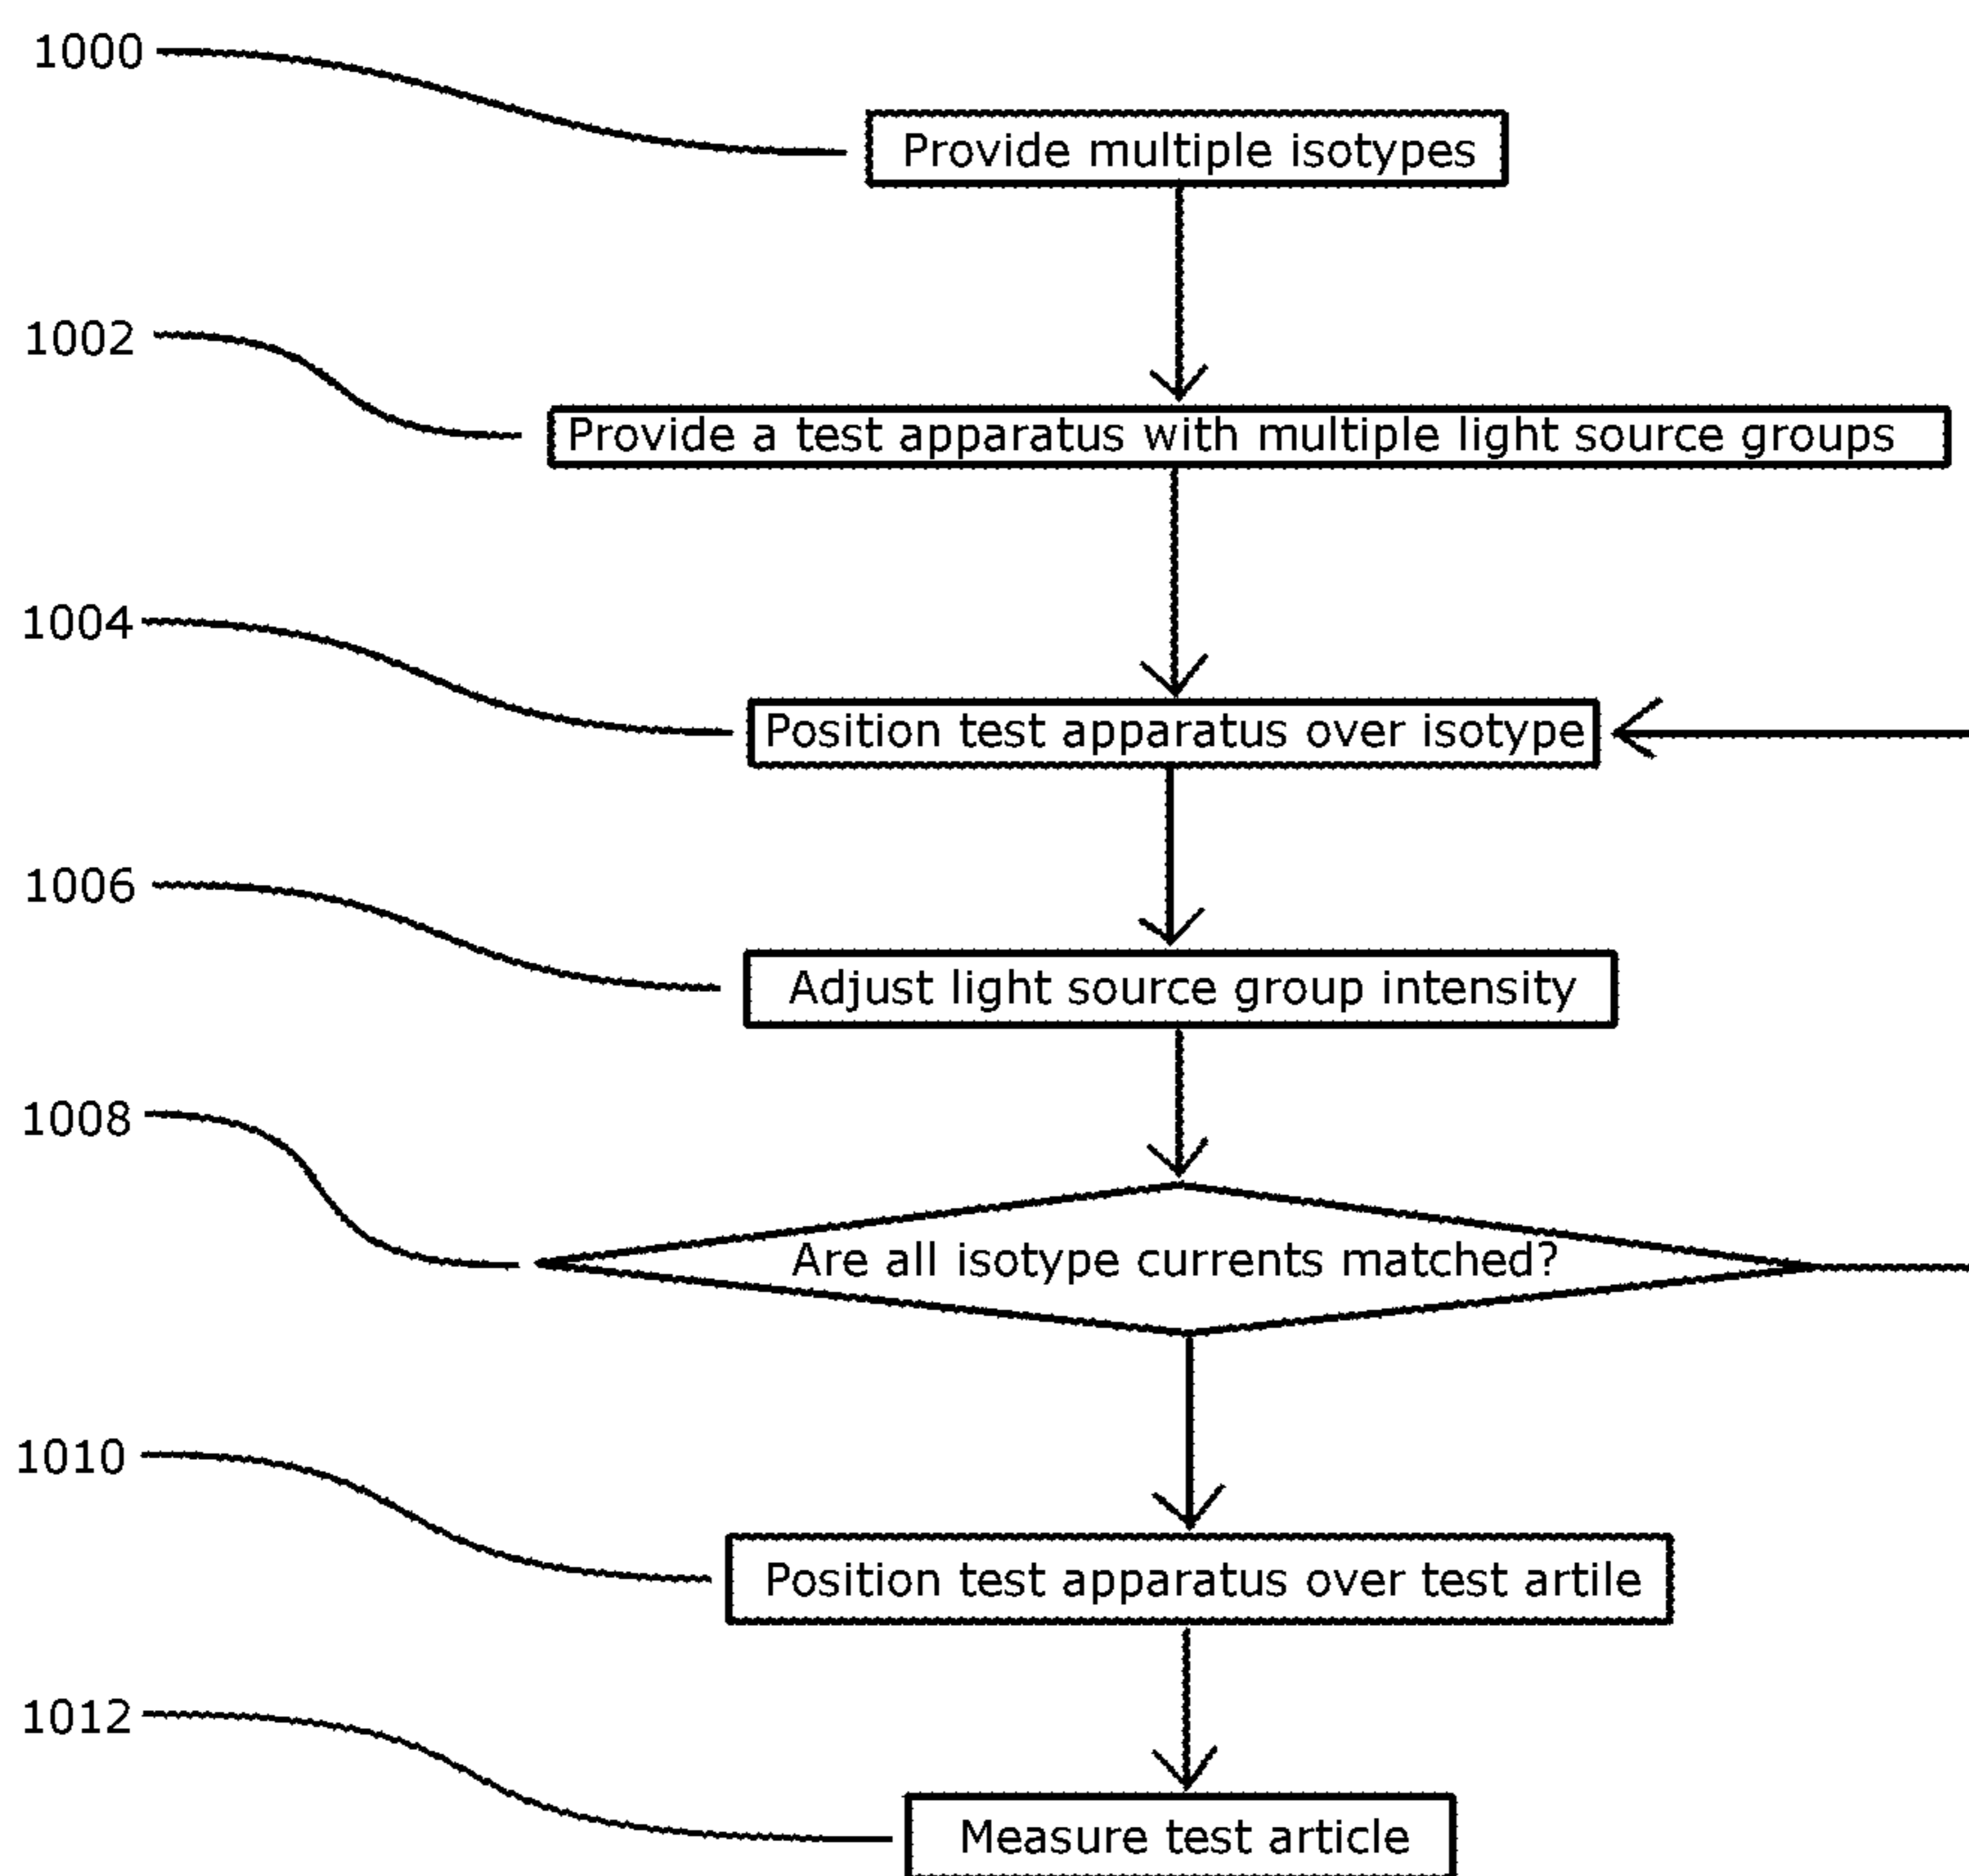 1000
Provide multiple isotypes
1002
Provide a test apparatus with multiple light source groups
1004
Position test apparatus over isotype
1006
Adjust light source group intensity
1008
Are all isotype currents matched?
1010
Position test apparatus over test artile
1012
Measure test article